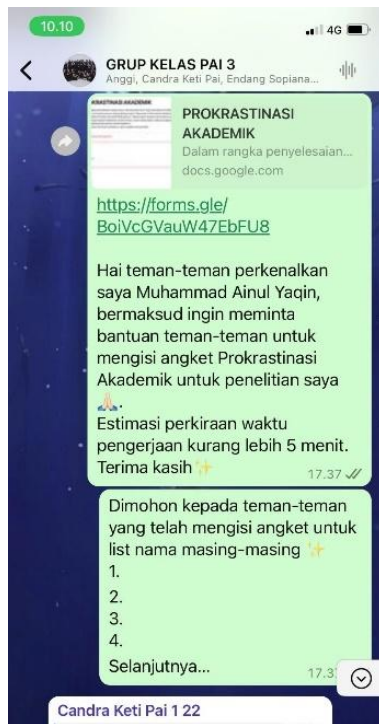 10.10
4G
GRUP KELAS PAI 3
Anggi, Candra Keti Pai, Endang Sopiana...
PROKRASTINASI
AKADEMIK
Dalam rangka penyelesaian...
docs.google.com
https://forms.gle/
BoiVcGVauW47EbFU8
Hai teman-teman perkenalkan
saya Muhammad Ainul Yaqin,
bermaksud ingin meminta
bantuan teman-teman untuk
mengisi angket Prokrastinasi
Akademik untuk penelitian saya
🙏🏻.
Estimasi perkiraan waktu
pengerjaan kurang lebih 5 menit.
Terima kasih ✨
17.37
Dimohon kepada teman-teman
yang telah mengisi angket untuk
list nama masing-masing ✨
1.
2.
3.
4.
Selanjutnya...
Candra Keti Pai 1 22